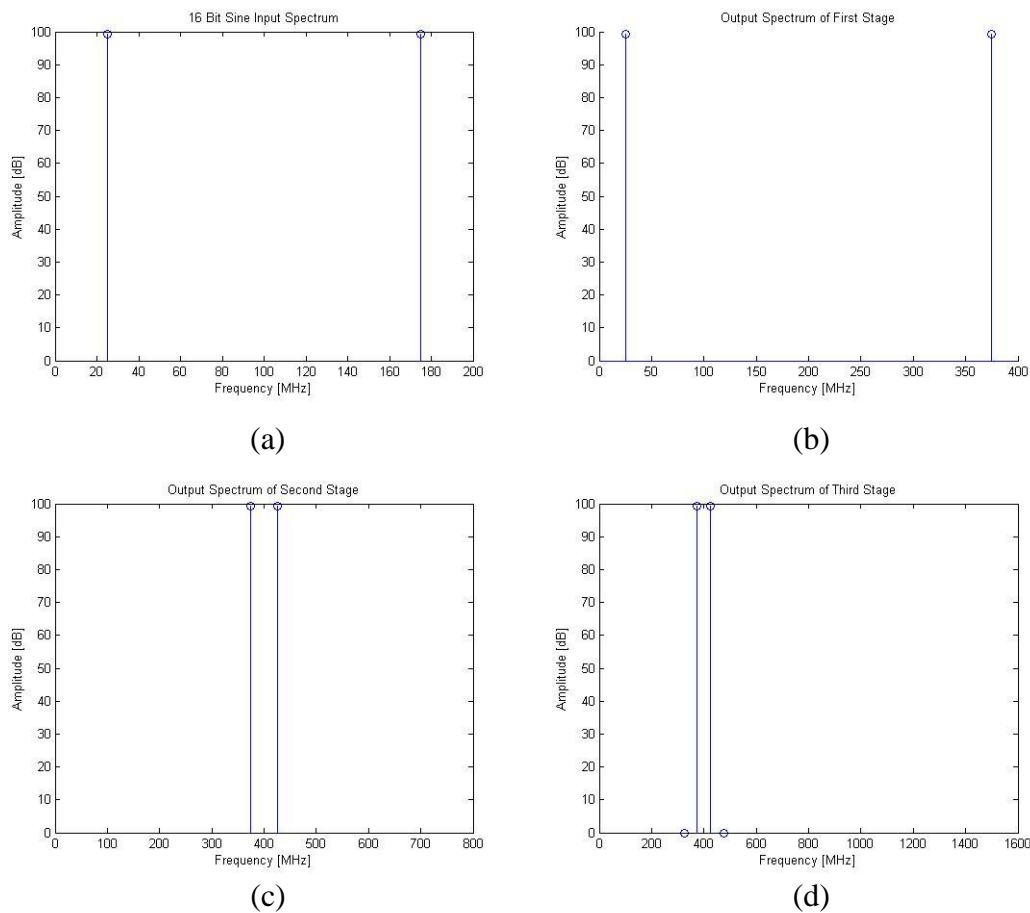 16 Bit Sine Input Spectrum
100
90
80
70
60
50
40
30
20
10
0
Amplitude [dB]
0 20 40 60 80 100 120 140 160 180 200
Frequency [MHz]
(a)
Output Spectrum of First Stage
100
90
80
70
60
50
40
30
20
10
0
Amplitude [dB]
0 50 100 150 200 250 300 350 400
Frequency [MHz]
(b)
Output Spectrum of Second Stage
100
90
80
70
60
50
40
30
20
10
0
Amplitude [dB]
0 100 200 300 400 500 600 700 800
Frequency [MHz]
(c)
Output Spectrum of Third Stage
100
90
80
70
60
50
40
30
20
10
0
Amplitude [dB]
0 200 400 600 800 1000 1200 1400 1600
Frequency [MHz]
(d)